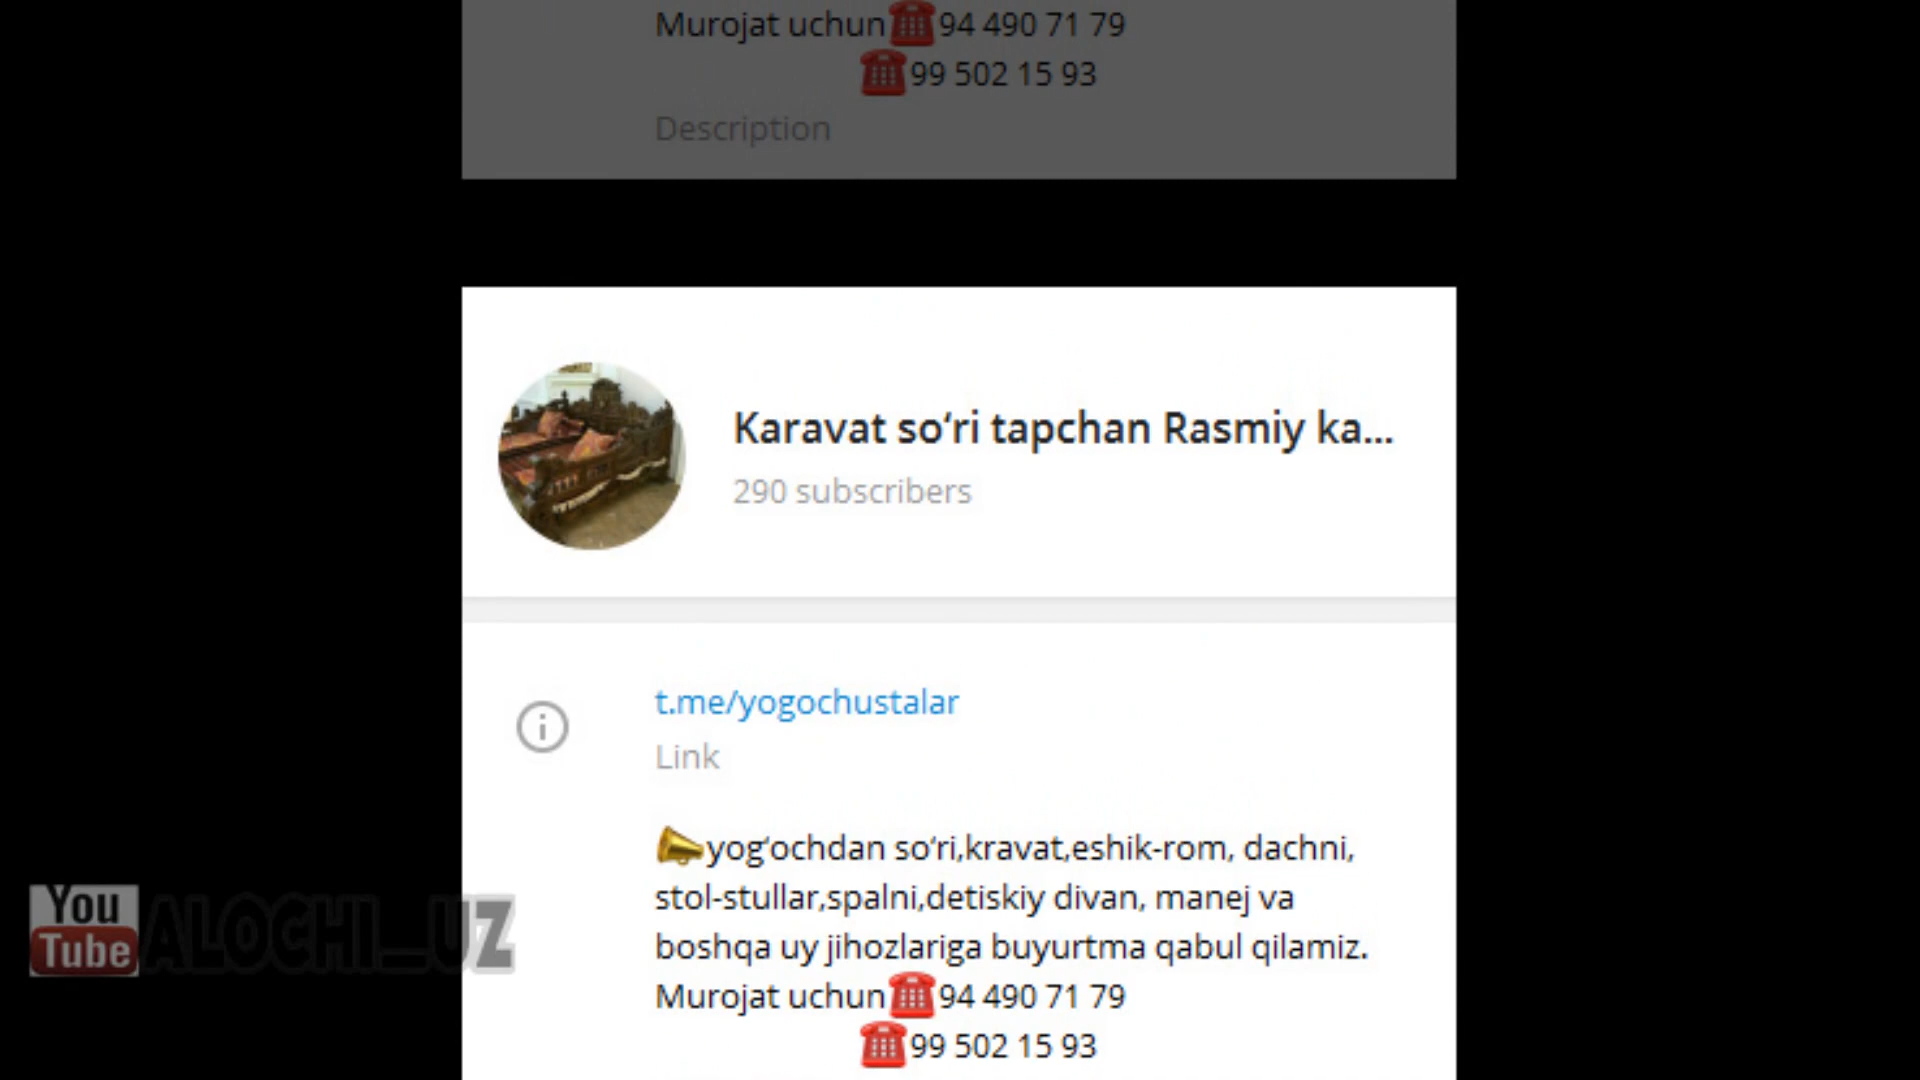 Murojat uchun☎️94 490 71 79
☎️99 502 15 93
Description
Karavat so‘ri tapchan Rasmiy ka...
290 subscribers
t.me/yogochustalar
Link
📣yog‘ochdan so‘ri,kravat,eshik-rom, dachni,
stol-stullar,spalni,detiskiy divan, manej va
boshqa uy jihozlariga buyurtma qabul qilamiz.
Murojat uchun☎️94 490 71 79
☎️99 502 15 93
You
Tube
ALOCHI_UZ